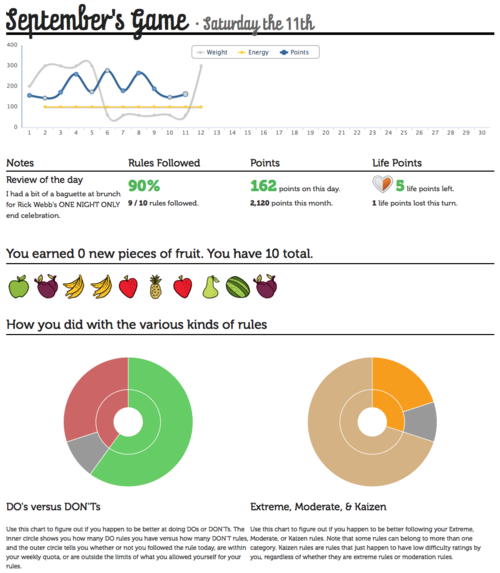 September's Game · Saturday the 11th
Weight Energy Points
400
300
200
100
0
1 2 3 4 5 6 7 8 9 10 11 12 13 14 15 16 17 18 19 20 21 22 23 24 25 26 27 28 29 30
Notes Rules Followed Points Life Points
Review of the day
I had a bit of a baguette at brunch
for Rick Webb's ONE NIGHT ONLY
end celebration.
90%
9 / 10 rules followed.
162 points on this day.
2,120 points this month.
5 life points left.
1 life points lost this turn.
You earned 0 new pieces of fruit. You have 10 total.
How you did with the various kinds of rules
DO's versus DON'Ts
Use this chart to figure out if you happen to be better at doing DOs or DON'Ts. The
inner circle shows you how many DO rules you have versus how many DON'T rules,
and the outer circle tells you whether or not you followed the rule today, are within
your weekly quota, or are outside the limits of what you allowed yourself for your
rules.
Extreme, Moderate, & Kaizen
Use this chart to figure out if you happen to be better following your Extreme,
Moderate, or Kaizen rules. Note that some rules can belong to more than one
category. Kaizen rules are rules that just happen to have low difficulty ratings by
you, regardless of whether they are extreme rules or moderation rules.